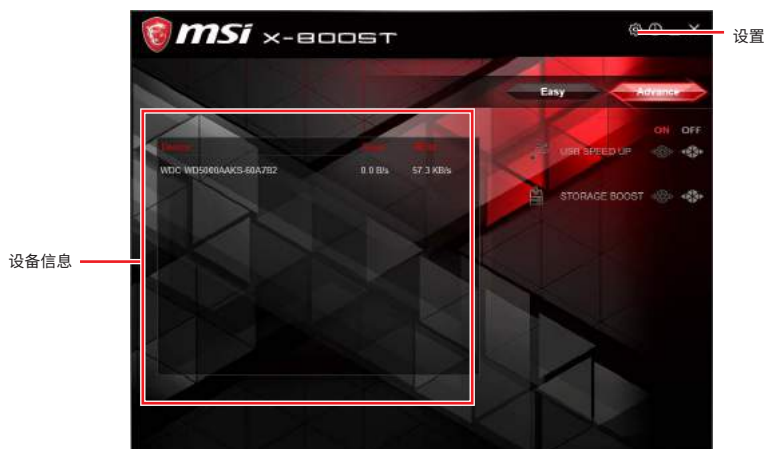 msi X-BOOST
设置
Easy Advance
ON OFF
USB SPEED UP
STORAGE BOOST
Device
WDC WD5000AAKS-60A7B2 0.0 B/s 57.3 KB/s
设备信息